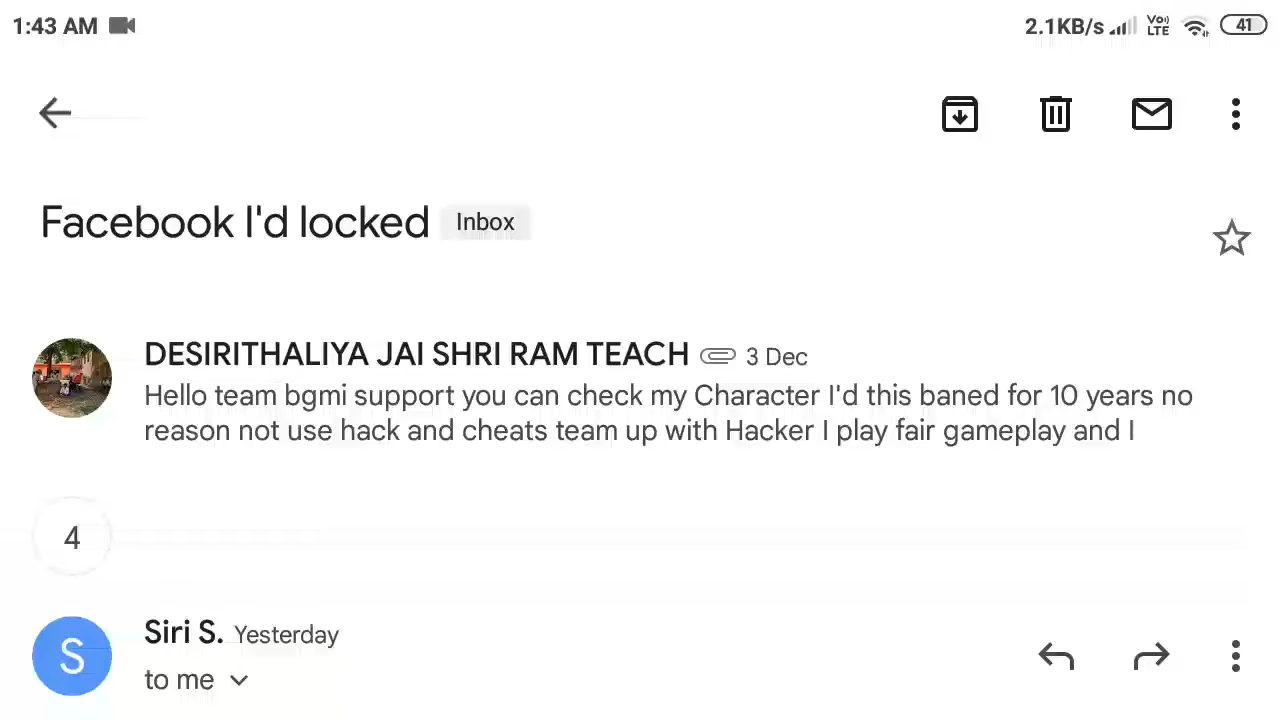 1:43 AM 2.1KB/s Vo) LTE 41
Facebook I'd locked Inbox
DESIRITHALIYA JAI SHRI RAM TEACH 3 Dec
Hello team bgmi support you can check my Character I'd this baned for 10 years no
reason not use hack and cheats team up with Hacker I play fair gameplay and I
4
S
Siri S. Yesterday
to me